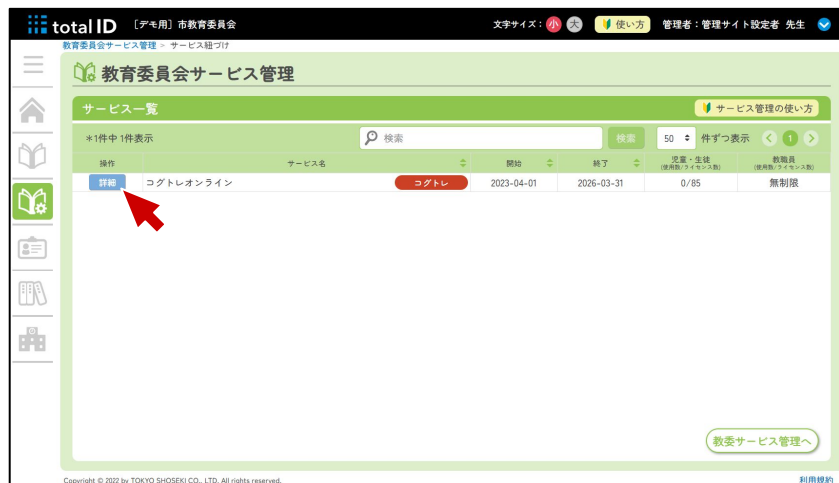 total ID [デモ用] 市教育委員会 文字サイズ： 小 大 使い方 管理者：管理サイト設定者 先生
教育委員会サービス管理 > サービス紐づけ
教育委員会サービス管理
サービス一覧 サービス管理の使い方
*1件中 1件表示 検索 検索 50 件ずつ表示 1
操作 サービス名 開始 終了 児童・生徒 (使用数/ライセンス数) 教職員 (使用数/ライセンス数)
詳細 コグトレオンライン コグトレ 2023-04-01 2026-03-31 0/85 無制限
教委サービス管理へ
Copyright © 2022 by TOKYO SHOSEKI CO., LTD. All rights reserved. 利用規約